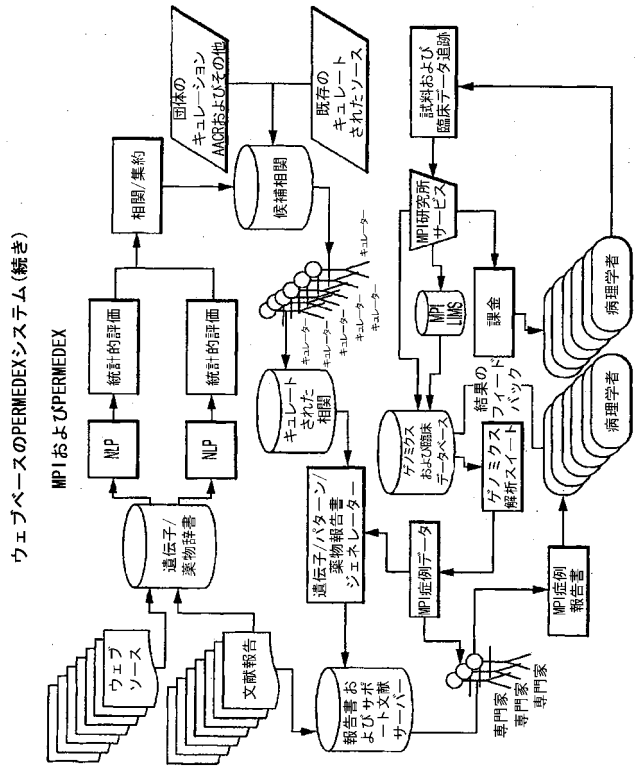 ウェブベースのPERMEDEXシステム(続き)
MPIおよびPERMEDEX
ウェブ
ソース
文献報告
遺伝子/
薬物辞書
NLP
NLP
統計的評価
統計的評価
相関/集約
団体の
キュレーション
AACRおよびその他
既存の
キュレート
されたソース
候補相関
キュレーター
キュレーター
キュレーター
キュレーター
キュレーター
キュレーター
キュレート
された相関
遺伝子/パターン/
薬物報告書
ジェネレーター
報告書お
よびサポ
ート文献
サーバー
MPI症例データ
専門家
専門家
専門家
MPI症例
報告書
ゲノミクス
および臨床
データベース
ゲノミクス
解析スイート
結果の
フィード
バック
MPI
LIMS
MPI研究所
サービス
課金
試料および
臨床データ追跡
病理学者
病理学者